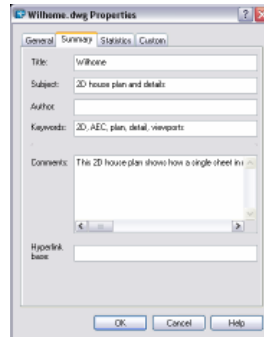 Wilhome.dwg Properties
General Summary Statistics Custom
Title: Wilhome
Subject: 2D house plan and details
Author:
Keywords: 2D, AEC, plan, detail, viewports
Comments: This 2D house plan shows how a single sheet in
Hyperlink
base:
OK Cancel Help